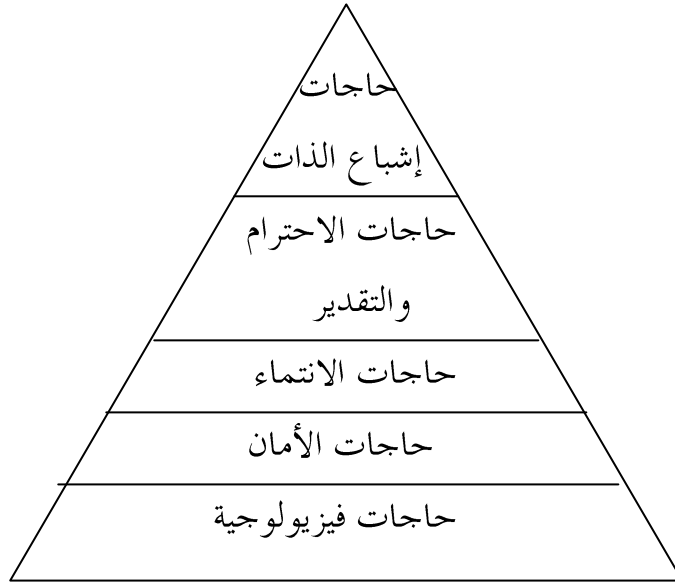 حاجات
إشباع الذات
حاجات الاحترام
والتقدير
حاجات الانتماء
حاجات الأمان
حاجات فيزيولوجية